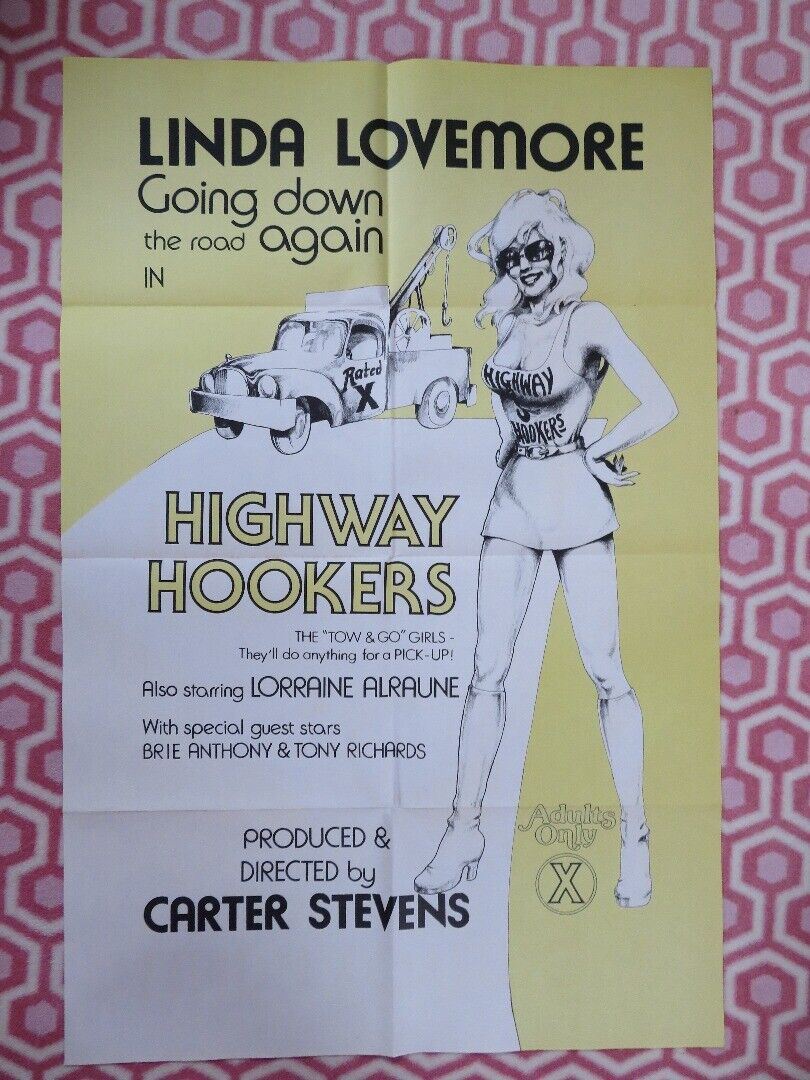 LINDA LOVEMORE
Going down
the road again
IN
Rated
X
HIGHWAY
HOOKERS
HIGHWAY
HOOKERS
THE "TOW & GO" GIRLS -
They'll do anything for a PICK-UP!
Also starring LORRAINE ALRAUNE
With special guest stars
BRIE ANTHONY & TONY RICHARDS
Adults
Only
X
PRODUCED &
DIRECTED by
CARTER STEVENS